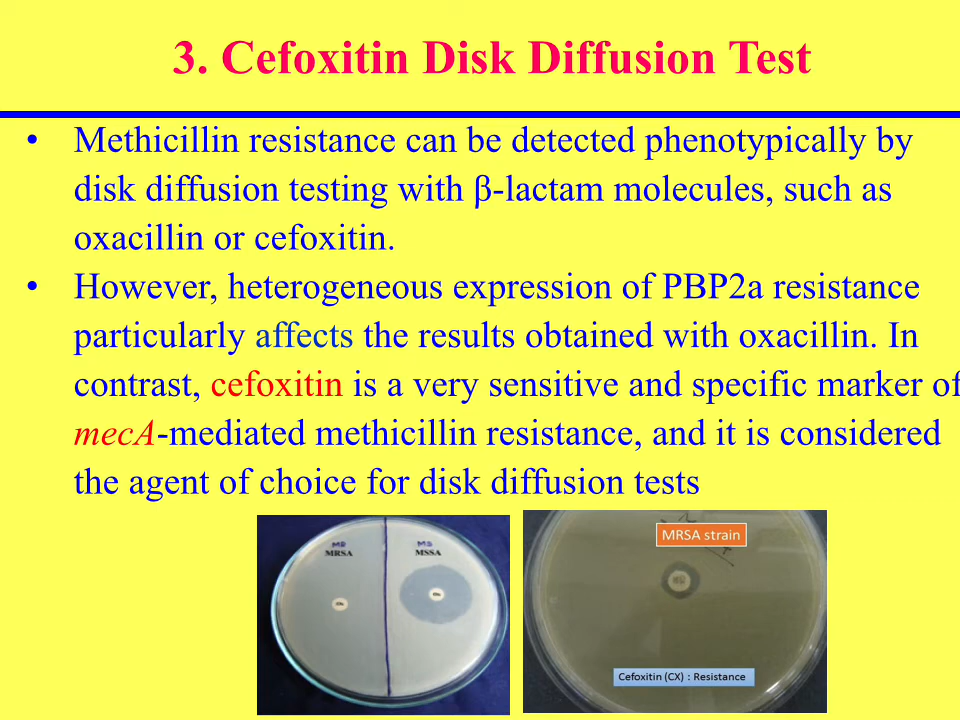 3. Cefoxitin Disk Diffusion Test
• Methicillin resistance can be detected phenotypically by
disk diffusion testing with β-lactam molecules, such as
oxacillin or cefoxitin.
• However, heterogeneous expression of PBP2a resistance
particularly affects the results obtained with oxacillin. In
contrast, cefoxitin is a very sensitive and specific marker of
mecA-mediated methicillin resistance, and it is considered
the agent of choice for disk diffusion tests
MRSA
MSSA
MRSA strain
Cefoxitin (CX) : Resistance